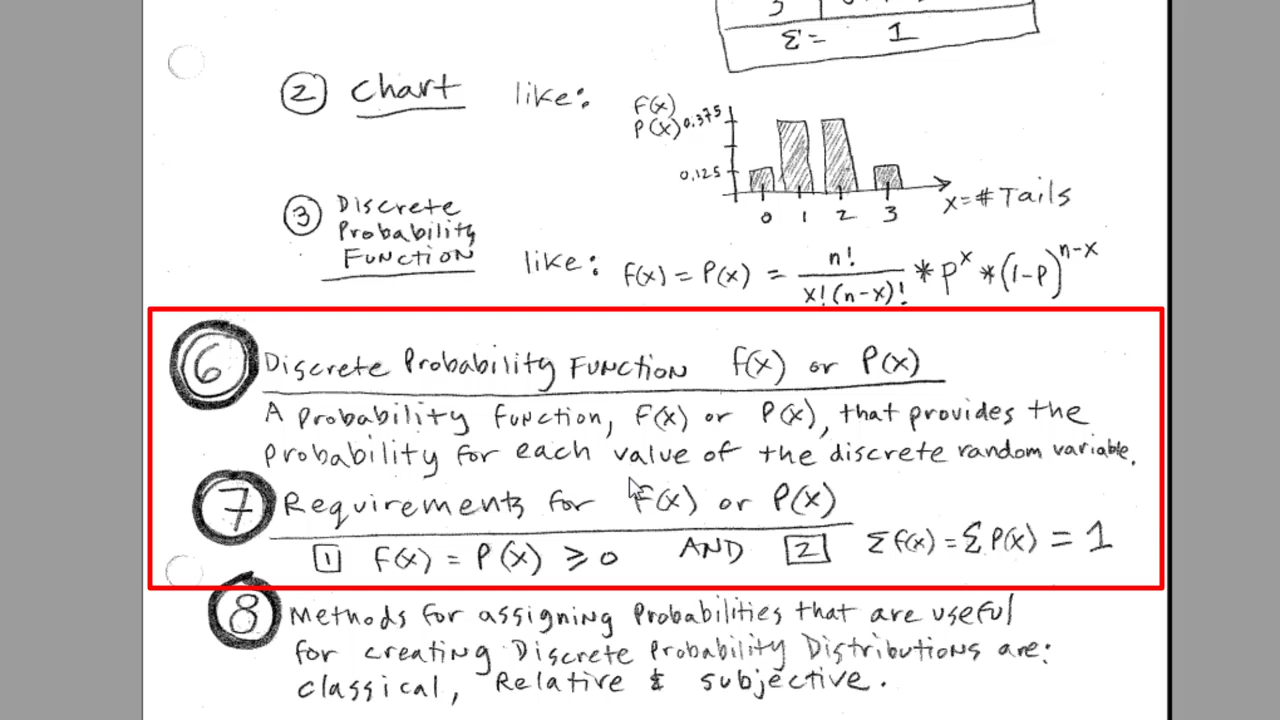 Σ = 1
② Chart like:
f(x)
P(x) 0.375
0.125
0 1 2 3 x = # Tails
③ Discrete
Probability
Function
like: f(x) = P(x) = n! / x!(n-x)! * p^x * (1-p)^(n-x)
⑥ Discrete Probability Function f(x) or P(x)
A probability function, f(x) or P(x), that provides the
probability for each value of the discrete random variable.
⑦ Requirements for f(x) or P(x)
1 f(x) = P(x) ≥ 0 AND 2 Σf(x) = ΣP(x) = 1
⑧ Methods for assigning Probabilities that are useful
for creating Discrete Probability Distributions are:
classical, Relative & subjective.